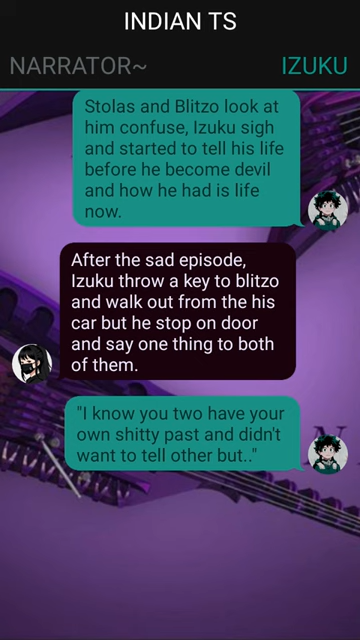 INDIAN TS
NARRATOR~ IZUKU
Stolas and Blitzo look at
him confuse, Izuku sigh
and started to tell his life
before he become devil
and how he had is life
now.
After the sad episode,
Izuku throw a key to blitzo
and walk out from the his
car but he stop on door
and say one thing to both
of them.
"I know you two have your
own shitty past and didn't
want to tell other but.."